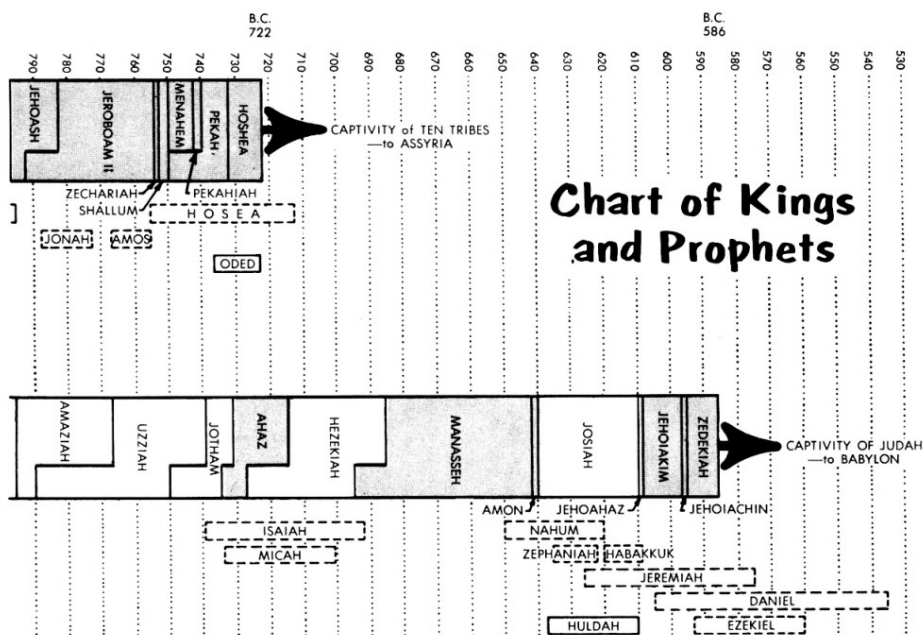 B.C.
722
B.C.
586
790
780
770
760
750
740
730
720
710
700
690
680
670
660
650
640
630
620
610
600
590
580
570
560
550
540
530
JEHOASH
JEROBOAM II
MENAHEM
PEKAH
HOSHEA
CAPTIVITY of TEN TRIBES
—to ASSYRIA
ZECHARIAH
PEKAHIAH
SHALLUM
HOSEA
JONAH
AMOS
ODED
Chart of Kings
and Prophets
AMAZIAH
UZZIAH
JOTHAM
AHAZ
HEZEKIAH
MANASSEH
JOSIAH
JEHOIAKIM
ZEDEKIAH
CAPTIVITY OF JUDAH
—to BABYLON
AMON
JEHOAHAZ
JEHOIACHIN
ISAIAH
NAHUM
MICAH
ZEPHANIAH
HABAKKUK
JEREMIAH
DANIEL
HULDAH
EZEKIEL